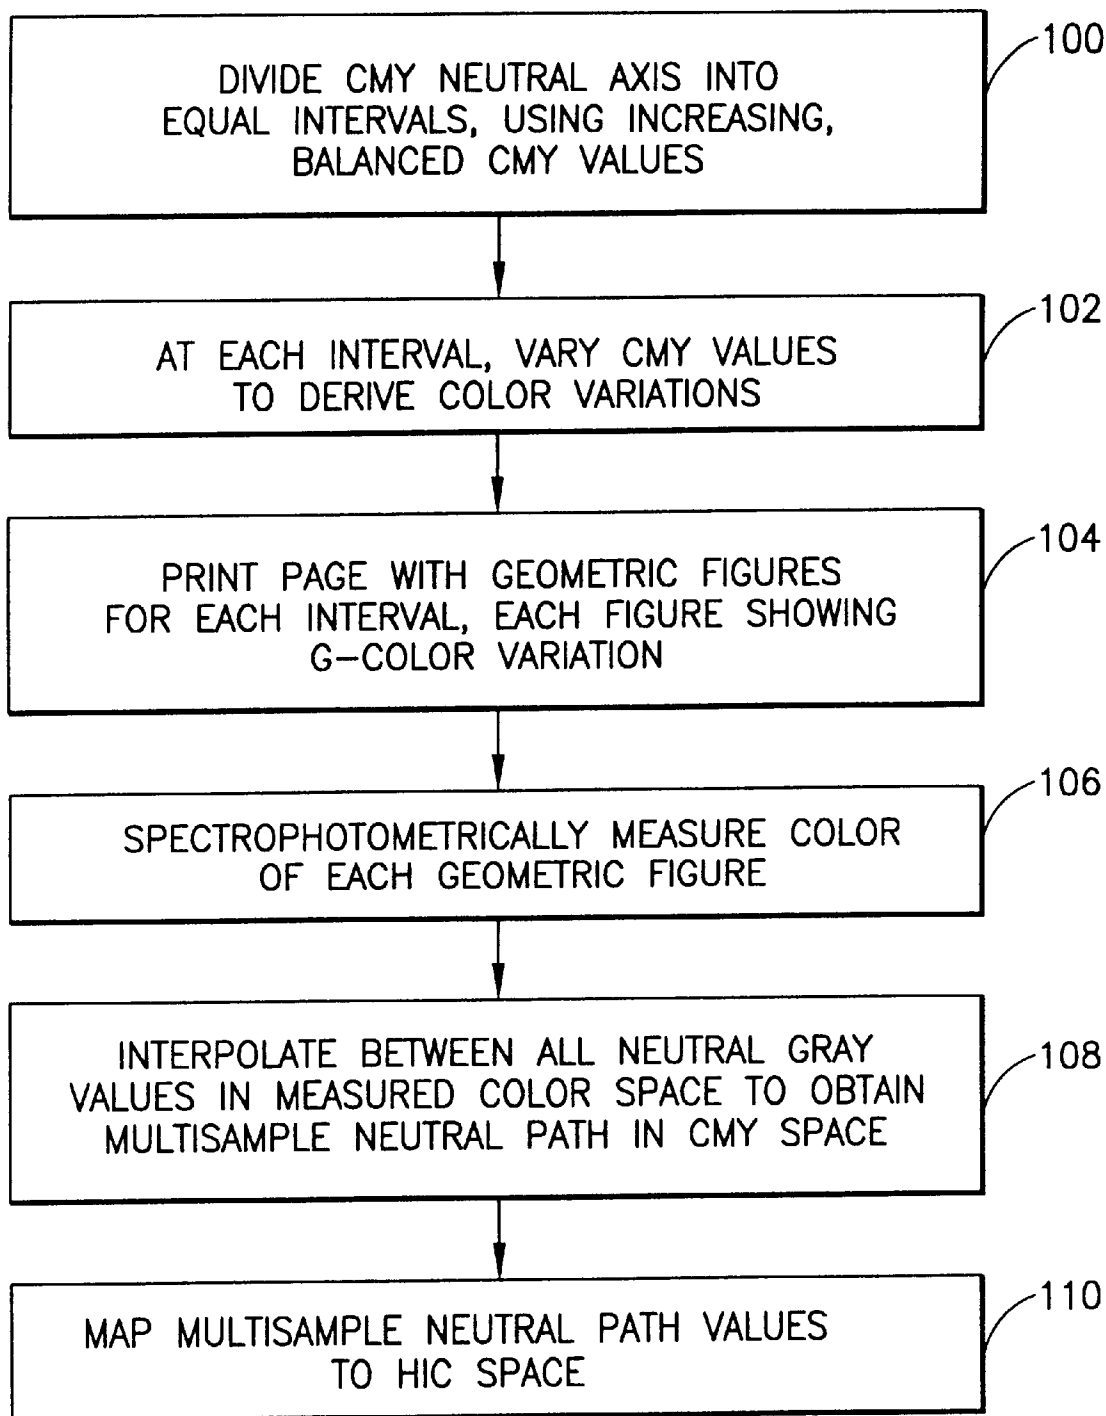 DIVIDE CMY NEUTRAL AXIS INTO
EQUAL INTERVALS, USING INCREASING,
BALANCED CMY VALUES
100
AT EACH INTERVAL, VARY CMY VALUES
TO DERIVE COLOR VARIATIONS
102
PRINT PAGE WITH GEOMETRIC FIGURES
FOR EACH INTERVAL, EACH FIGURE SHOWING
G-COLOR VARIATION
104
SPECTROPHOTOMETRICALLY MEASURE COLOR
OF EACH GEOMETRIC FIGURE
106
INTERPOLATE BETWEEN ALL NEUTRAL GRAY
VALUES IN MEASURED COLOR SPACE TO OBTAIN
MULTISAMPLE NEUTRAL PATH IN CMY SPACE
108
MAP MULTISAMPLE NEUTRAL PATH VALUES
TO HIC SPACE
110